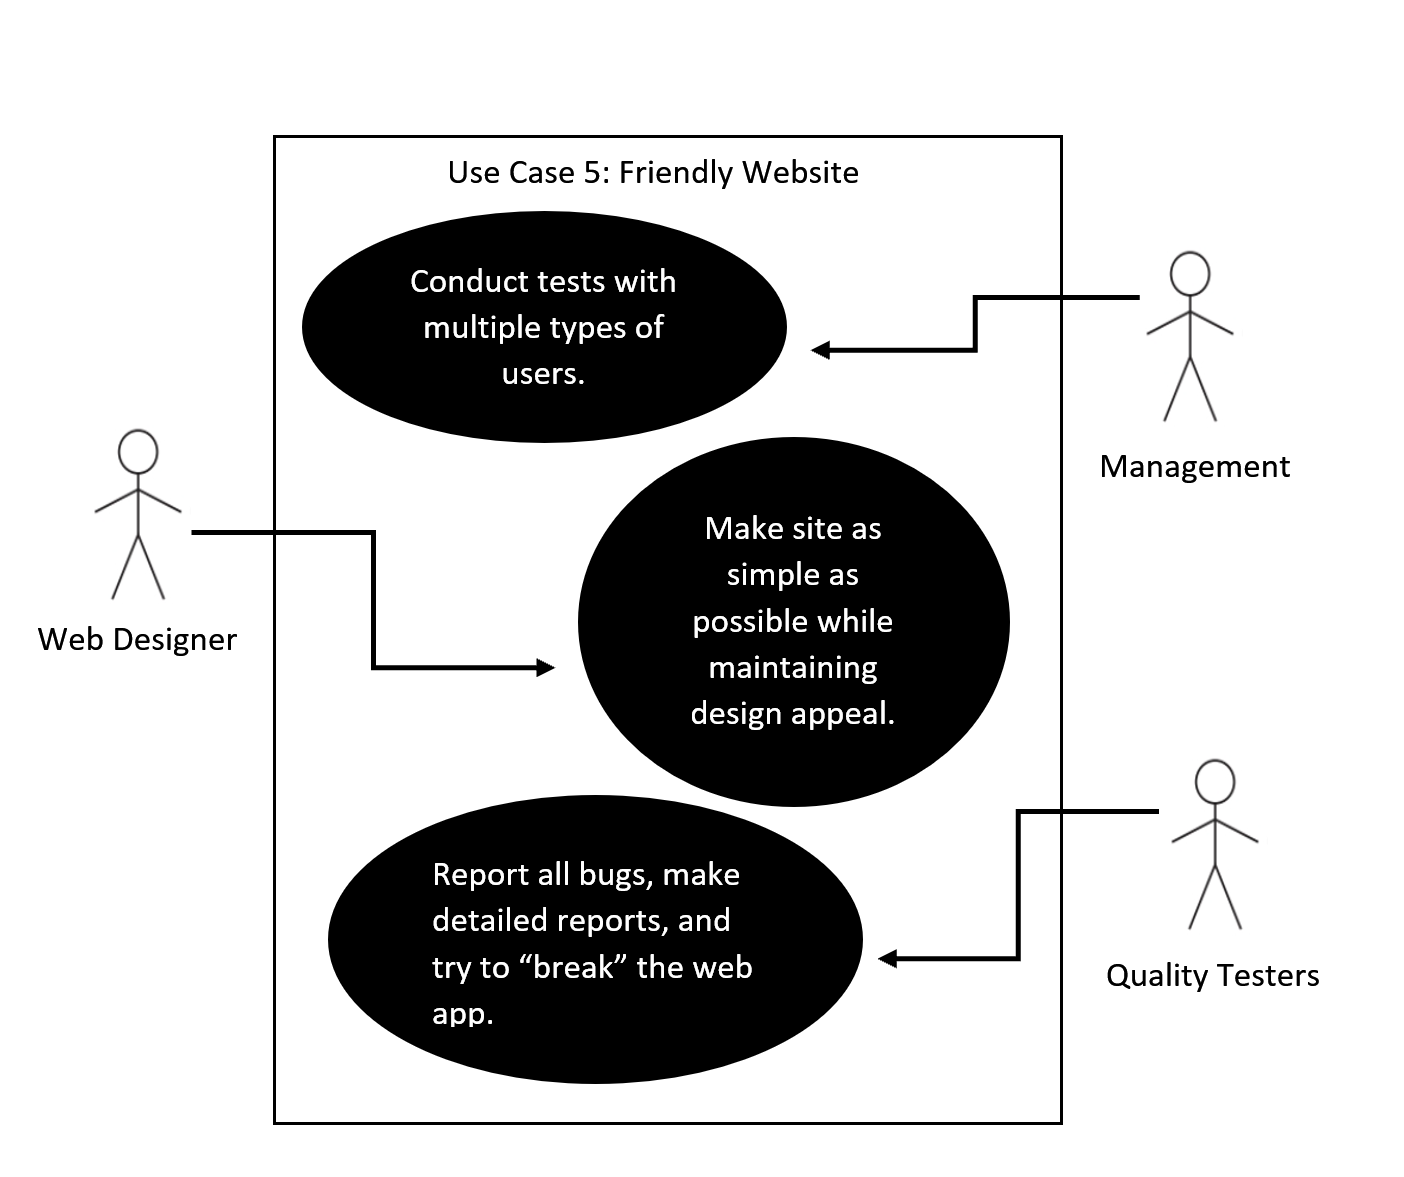 Use Case 5: Friendly Website
Conduct tests with
multiple types of
users.
Management
Make site as
simple as
possible while
maintaining
design appeal.
Web Designer
Report all bugs, make
detailed reports, and
try to “break” the web
app.
Quality Testers